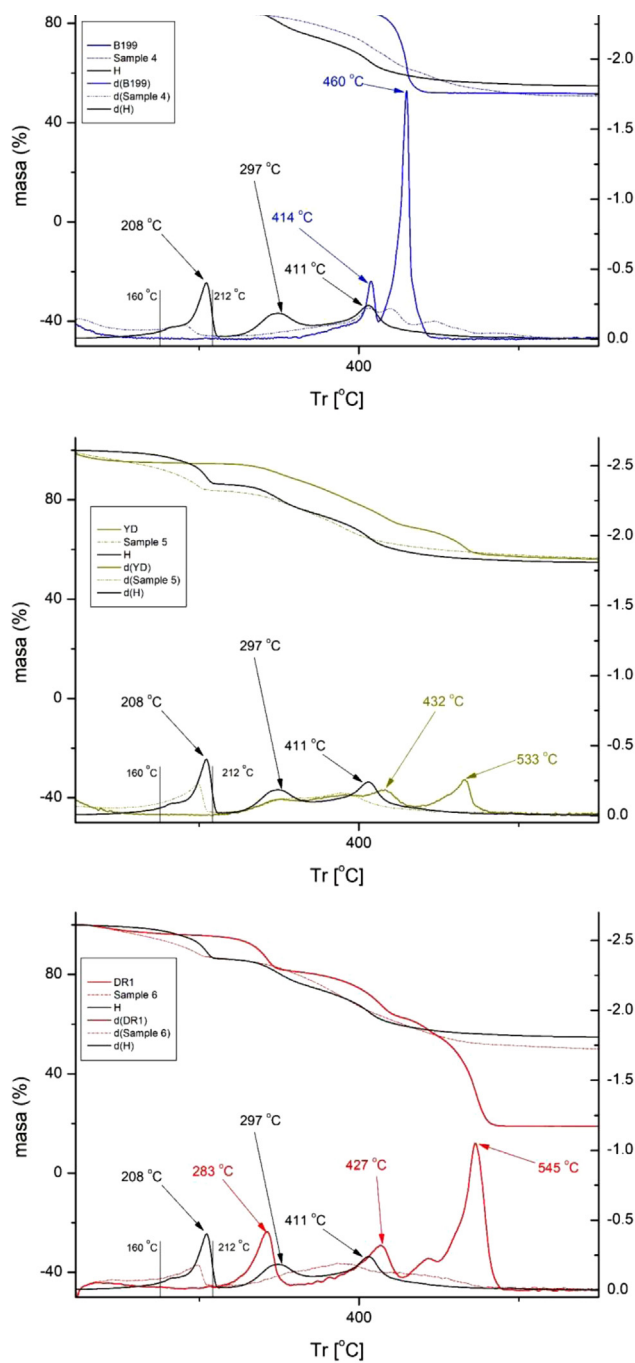 80
40
0
-40
masa (%)
B199
Sample 4
H
d(B199)
d(Sample 4)
d(H)
460 °C
297 °C
414 °C
208 °C
411 °C
160 °C
212 °C
-2.0
-1.5
-1.0
-0.5
0.0
400
Tr [°C]
80
40
0
-40
masa (%)
YD
Sample 5
H
d(YD)
d(Sample 5)
d(H)
297 °C
432 °C
208 °C
411 °C
533 °C
160 °C
212 °C
-2.5
-2.0
-1.5
-1.0
-0.5
0.0
400
Tr [°C]
80
40
0
-40
masa (%)
DR1
Sample 6
H
d(DR1)
d(Sample 6)
d(H)
297 °C
208 °C
283 °C
427 °C
545 °C
411 °C
160 °C
212 °C
-2.5
-2.0
-1.5
-1.0
-0.5
0.0
400
Tr [°C]